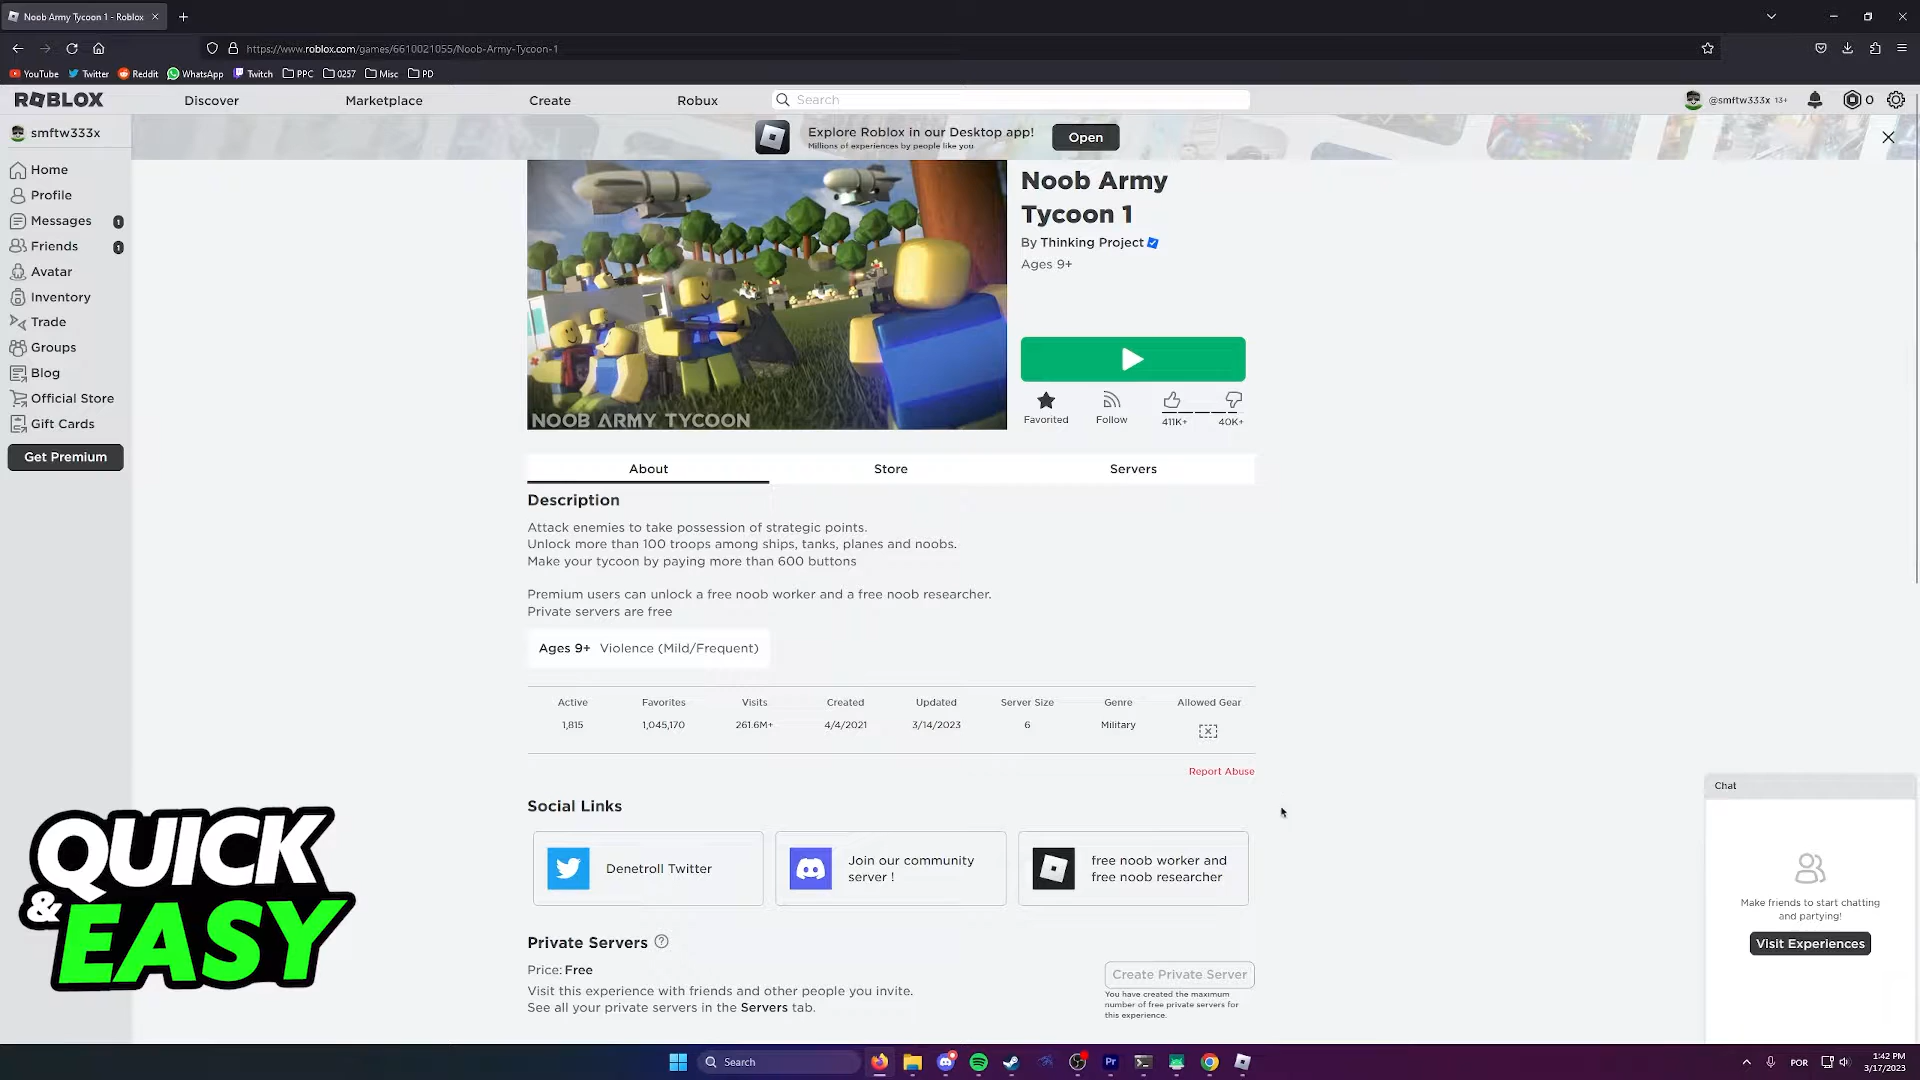 Noob Army Tycoon 1 - Roblox
https://www.roblox.com/games/6610021055/Noob-Army-Tycoon-1
YouTube
Twitter
Reddit
WhatsApp
Twitch
PPC
0257
Misc
PD
ROBLOX
Discover
Marketplace
Create
Robux
Search
@smftw333x 13+
0
smftw333x
Explore Roblox in our Desktop app!
Millions of experiences by people like you
Open
Home
Profile
Messages 1
Friends 1
Avatar
Inventory
Trade
Groups
Blog
Official Store
Gift Cards
Get Premium
NOOB ARMY TYCOON
Noob Army
Tycoon 1
By Thinking Project
Ages 9+
Favorited
Follow
411K+
40K+
About
Store
Servers
Description
Attack enemies to take possession of strategic points.
Unlock more than 100 troops among ships, tanks, planes and noobs.
Make your tycoon by paying more than 600 buttons
Premium users can unlock a free noob worker and a free noob researcher.
Private servers are free
Ages 9+ Violence (Mild/Frequent)
Active Favorites Visits Created Updated Server Size Genre Allowed Gear
1,815 1,045,170 261.6M+ 4/4/2021 3/14/2023 6 Military
Report Abuse
Social Links
Denetroll Twitter
Join our community
server !
free noob worker and
free noob researcher
Private Servers
Price: Free
Visit this experience with friends and other people you invite.
See all your private servers in the Servers tab.
Create Private Server
You have created the maximum
number of free private servers for
this experience.
Chat
Make friends to start chatting
and partying!
Visit Experiences
QUICK
& EASY
Search
Pr
POR
1:42 PM
3/17/2023